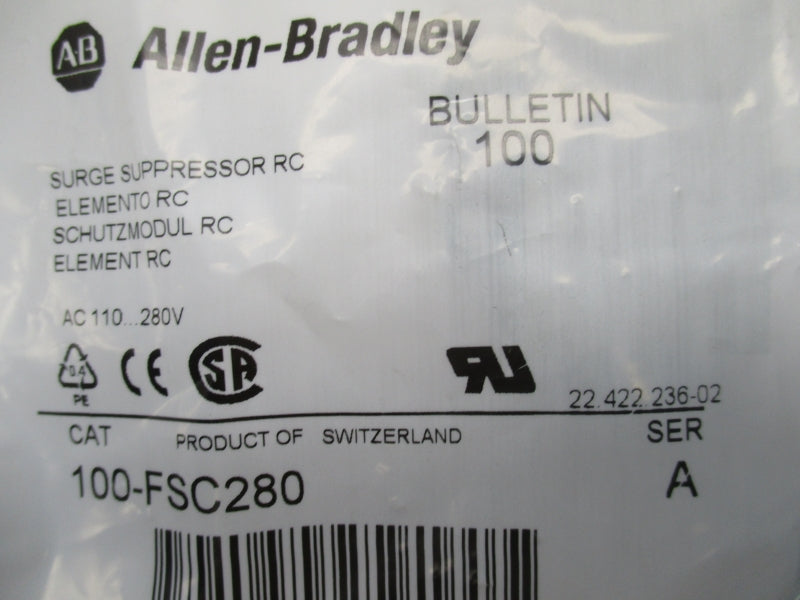 AB Allen-Bradley
BULLETIN
100
SURGE SUPPRESSOR RC
ELEMENTO RC
SCHUTZMODUL RC
ELEMENT RC
AC 110...280V
04
PE
CE
SA
RU
22.422.236-02
CAT PRODUCT OF SWITZERLAND SER
100-FSC280 A